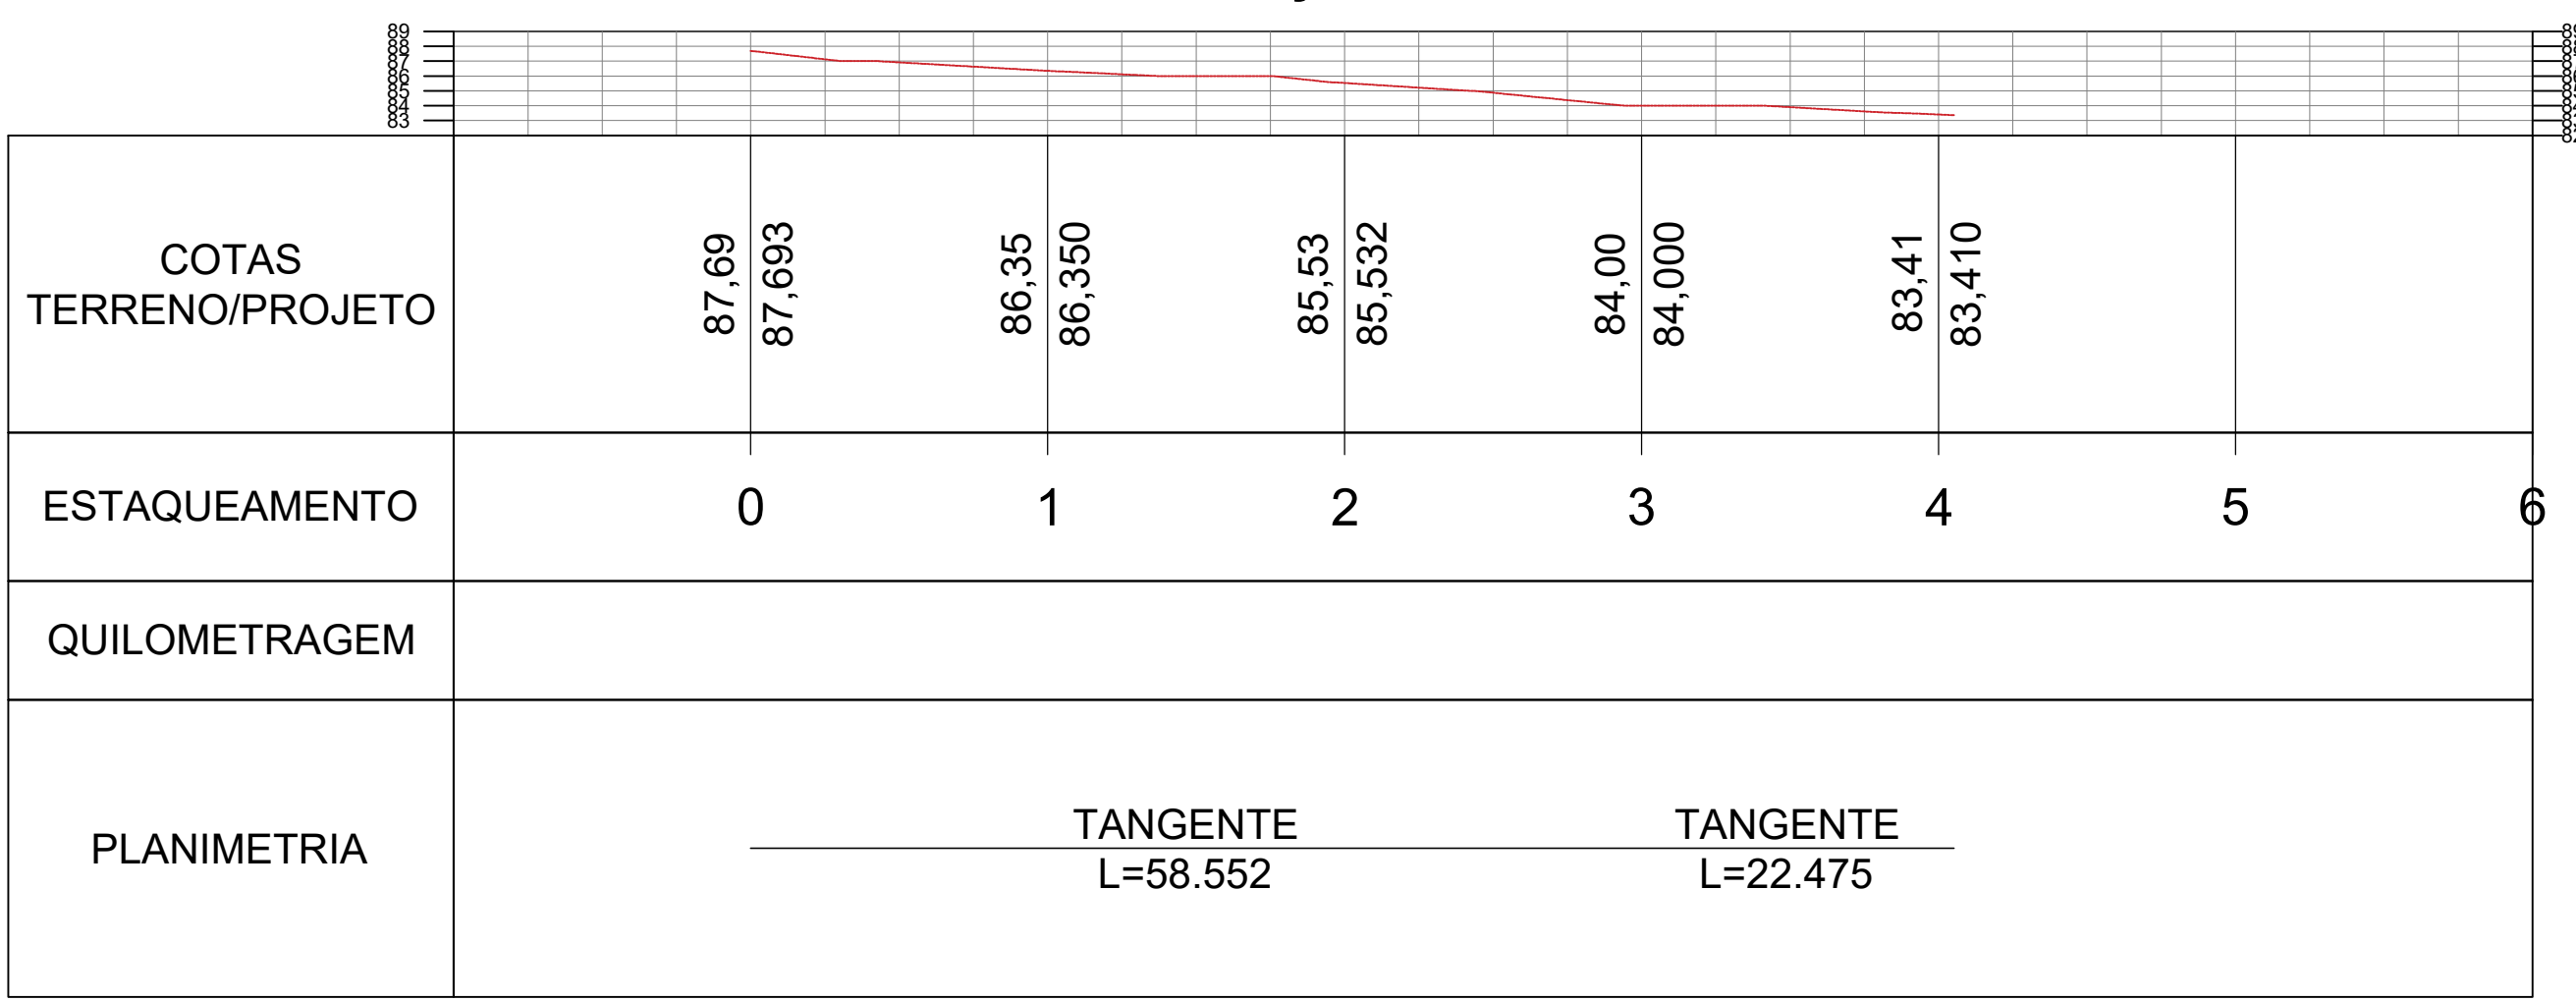 89
88
87
86
85
84
83
COTAS
TERRENO/PROJETO
87,69
87,693
86,35
86,350
85,53
85,532
84,00
84,000
83,41
83,410
ESTAQUEAMENTO
0 1 2 3 4 5 6
QUILOMETRAGEM
PLANIMETRIA
TANGENTE
L=58.552
TANGENTE
L=22.475